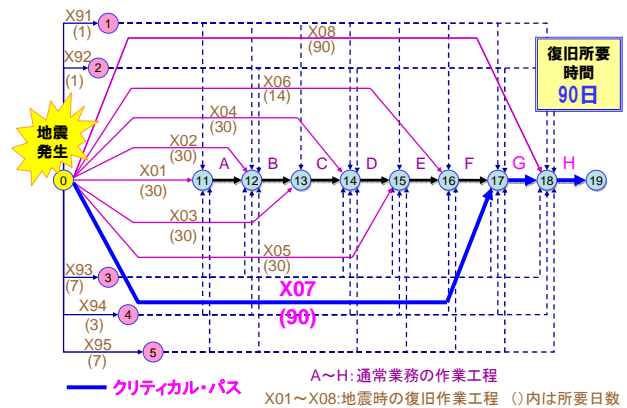 X91
(1)
1
X08
(90)
復旧所要
時間
90日
X92
(1)
2
X06
(14)
地震
発生
X04
(30)
X02
(30)
A
B
C
D
E
F
G
H
0
X01
(30)
11
12
13
14
15
16
17
18
19
X03
(30)
X05
(30)
X93
(7)
3
X07
(90)
X94
(3)
4
X95
(7)
5
クリティカル・パス
A～H:通常業務の作業工程
X01～X08:地震時の復旧作業工程 ()内は所要日数